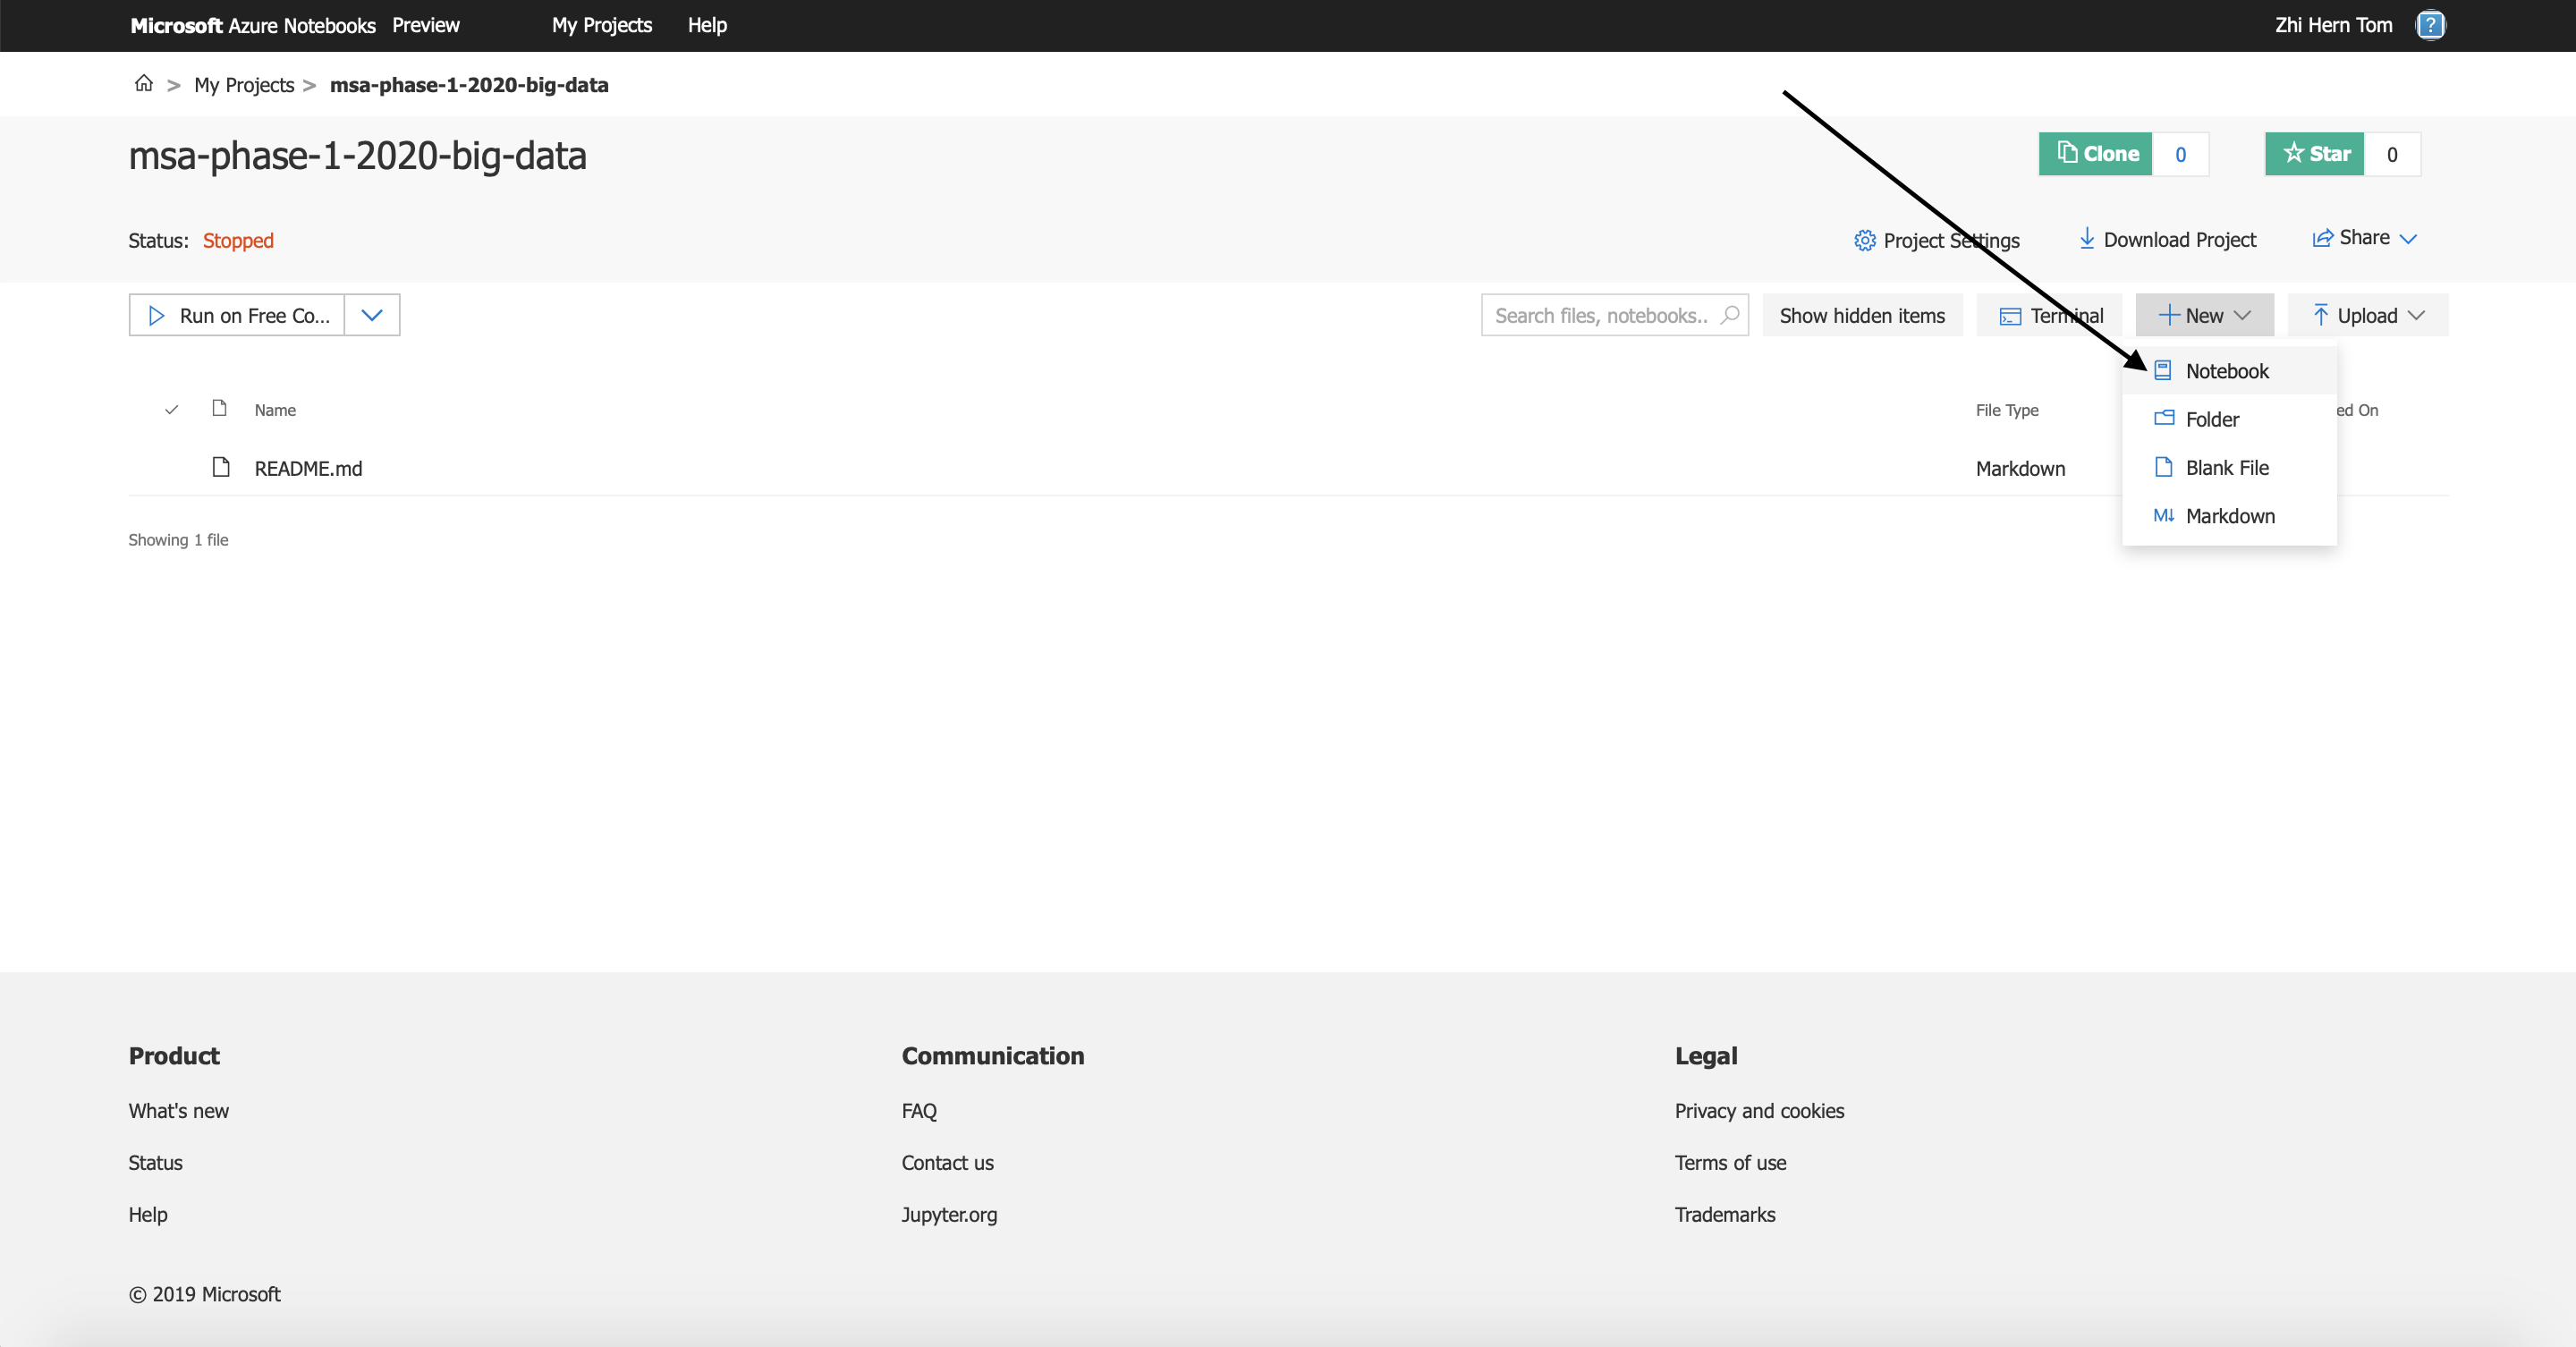 Microsoft Azure Notebooks Preview My Projects Help Zhi Hern Tom
> My Projects > msa-phase-1-2020-big-data
msa-phase-1-2020-big-data
Clone 0 Star 0
Status: Stopped
Project Settings Download Project Share
Run on Free Co...
Search files, notebooks.. Show hidden items Terminal New Upload
Notebook
Folder
Blank File
Markdown
Name File Type ed On
README.md Markdown
Showing 1 file
Product
What's new
Status
Help
Communication
FAQ
Contact us
Jupyter.org
Legal
Privacy and cookies
Terms of use
Trademarks
© 2019 Microsoft